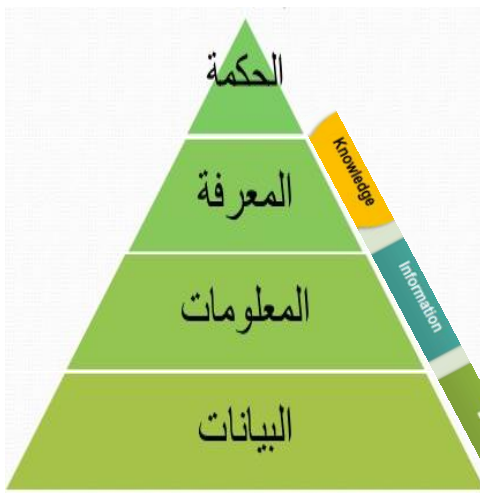 الحكمة
المعرفة
Knowledge
المعلومات
Information
البيانات